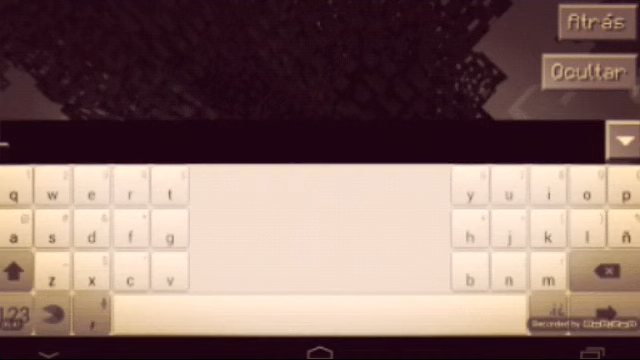 Atrás
Ocultar
q w e r t y u i o p
a s d f g h j k l ñ
z x c v b n m
123 ,
Recorded by